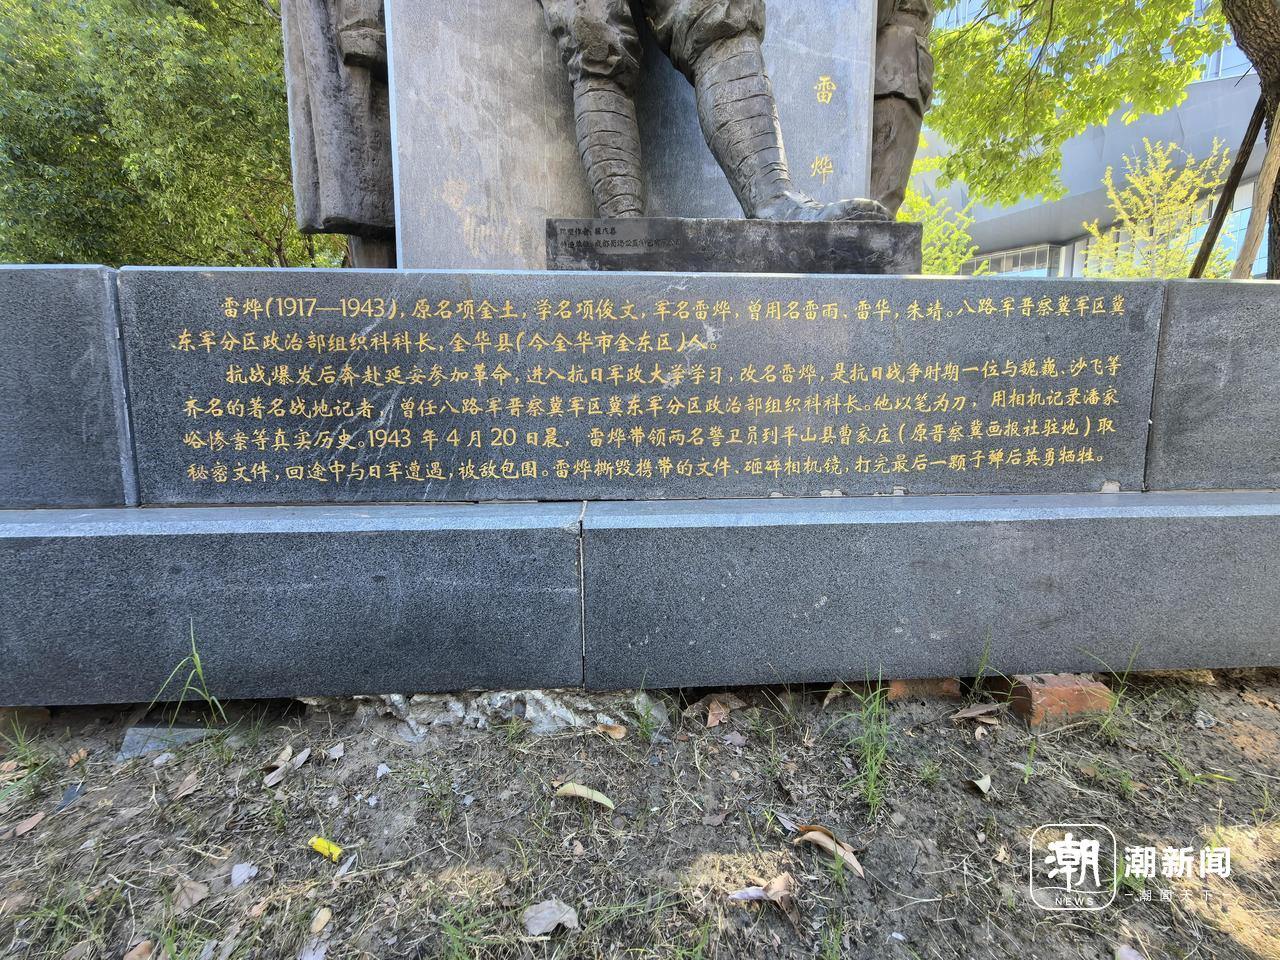 雷
烨
雷烨(1917—1943)，原名项金土，学名项俊文，军名雷烨，曾用名雷雨、雷华，朱靖。八路军晋察冀军区冀
东军分区政治部组织科科长，金华县(今金华市金东区)人。
抗战爆发后奔赴延安参加革命，进入抗日军政大学学习，改名雷烨，是抗日战争时期一位与魏巍、沙飞等
齐名的著名战地记者，曾任八路军晋察冀军区冀东军分区政治部组织科科长。他以笔为刀，用相机记录潘家
峪惨案等真实历史。1943 年 4 月 20 日晨，雷烨带领两名警卫员到平山县曹家庄(原晋察冀画报社驻地)取
秘密文件，回途中与日军遭遇，被敌包围。雷烨撕毁携带的文件、砸碎相机镜，打完最后一颗子弹后英勇牺牲。
潮
NEWS
潮新闻
潮闻天下